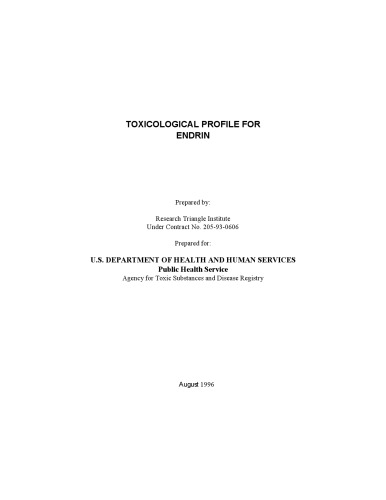 TOXICOLOGICAL PROFILE FOR
ENDRIN
Prepared by:
Research Triangle Institute
Under Contract No. 205-93-0606
Prepared for:
U.S. DEPARTMENT OF HEALTH AND HUMAN SERVICES
Public Health Service
Agency for Toxic Substances and Disease Registry
August 1996